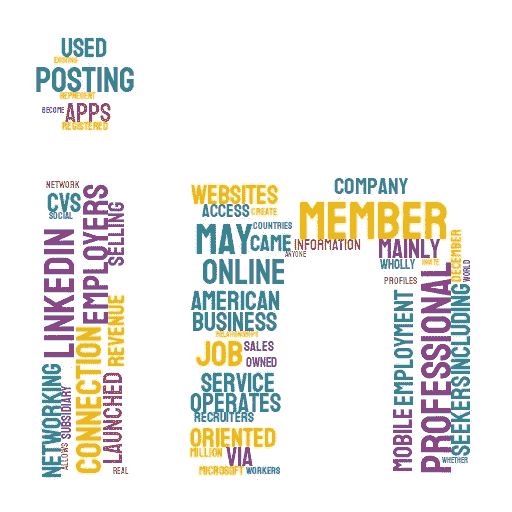 USED
EXISTING
POSTING
REPRESENT
BECOME
APPS
REGISTERED
NETWORK
CVS
SOCIAL
LINKEDIN
EMPLOYERS
SELLING
NETWORKING
ALLOWS
SUBSIDIARY
CONNECTION
LAUNCHED
REVENUE
REAL
WEBSITES
ACCESS
CREATE
MAY
CAME
COUNTRIES
ANYONE
ONLINE
AMERICAN
BUSINESS
RELATIONSHIPS
JOB
SALES
OWNED
SERVICE
OPERATES
RECRUITERS
ORIENTED
MILLION
VIA
MICROSOFT
WORKERS
COMPANY
MEMBER
INFORMATION
MAINLY
WHOLLY
INVITE
DECEMBER
WORLD
PROFILES
MOBILE
EMPLOYMENT
PROFESSIONAL
SEEKERS
INCLUDING
WHETHER